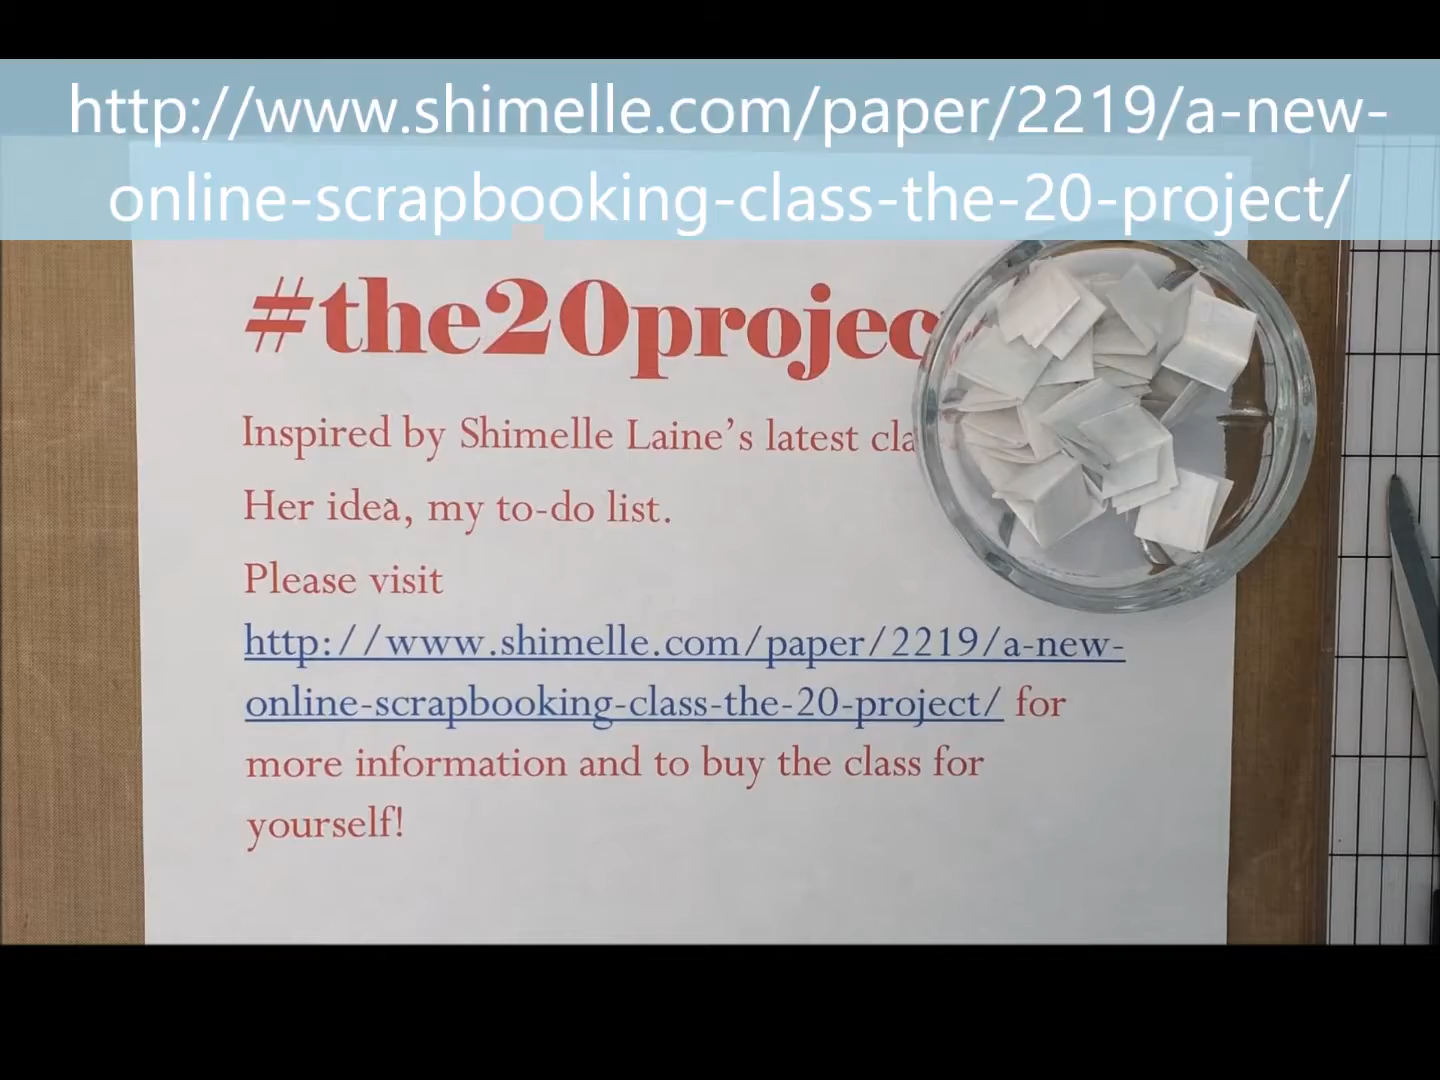 http://www.shimelle.com/paper/2219/a-new-
online-scrapbooking-class-the-20-project/
#the20projec
Inspired by Shimelle Laine's latest cla
Her idea, my to-do list.
Please visit
http://www.shimelle.com/paper/2219/a-new-
online-scrapbooking-class-the-20-project/ for
more information and to buy the class for
yourself!